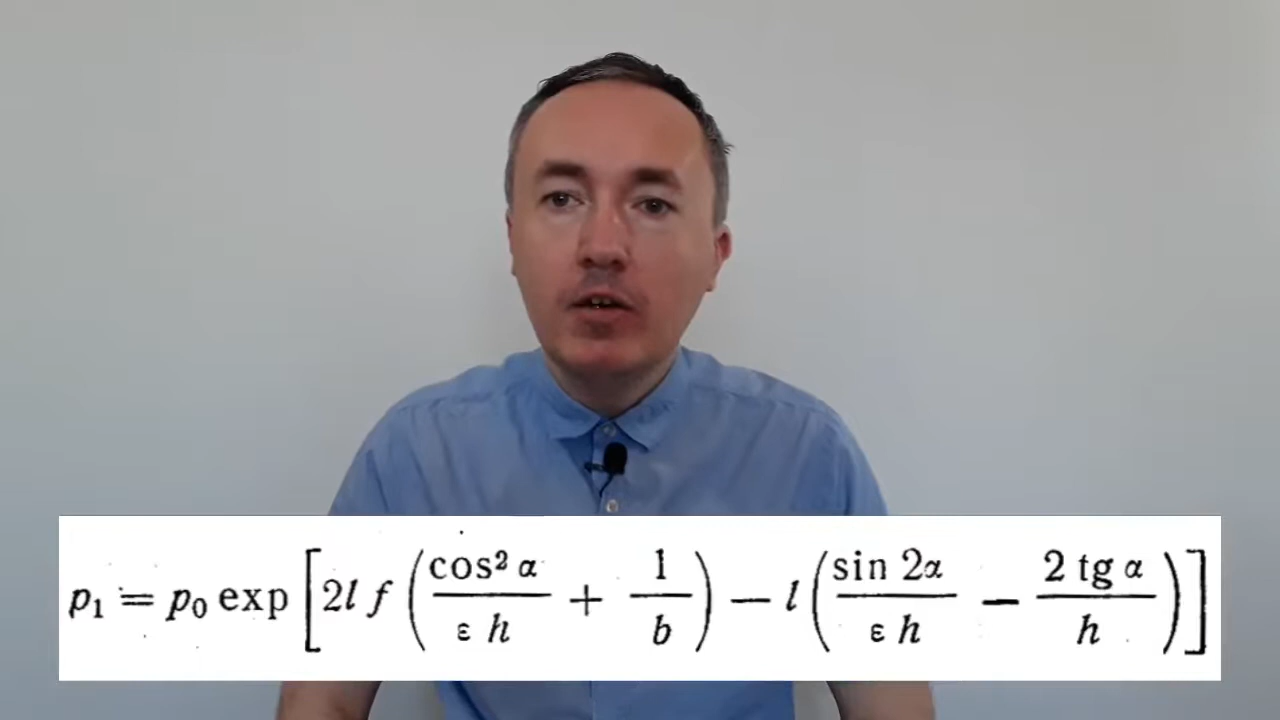 p₁ = p₀ exp [2l f (cos² α / ε h + 1 / b) − l (sin 2α / ε h − 2 tg α / h)]